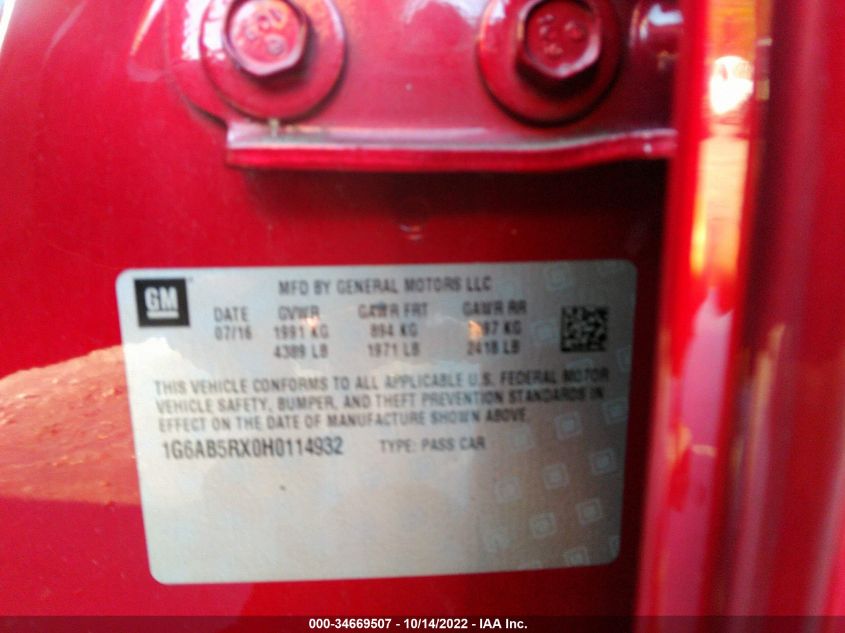 GM
MFD BY GENERAL MOTORS LLC
DATE GVWR GAWR FRT GAWR RR
07/16 1991 KG 894 KG 1097 KG
4389 LB 1971 LB 2418 LB
THIS VEHICLE CONFORMS TO ALL APPLICABLE U.S. FEDERAL MOTOR
VEHICLE SAFETY, BUMPER, AND THEFT PREVENTION STANDARDS IN
EFFECT ON THE DATE OF MANUFACTURE SHOWN ABOVE.
1G6AB5RX0H0114932 TYPE: PASS CAR
000-34669507 - 10/14/2022 - IAA Inc.